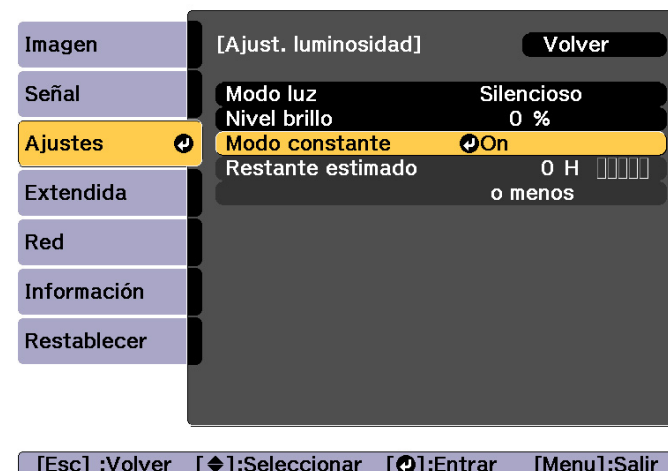 Imagen
Señal
Ajustes
Extendida
Red
Información
Restablecer
[Ajust. luminosidad] Volver
Modo luz Silencioso
Nivel brillo 0 %
Modo constante On
Restante estimado 0 H
o menos
[Esc] :Volver [◆]:Seleccionar [↵]:Entrar [Menu]:Salir